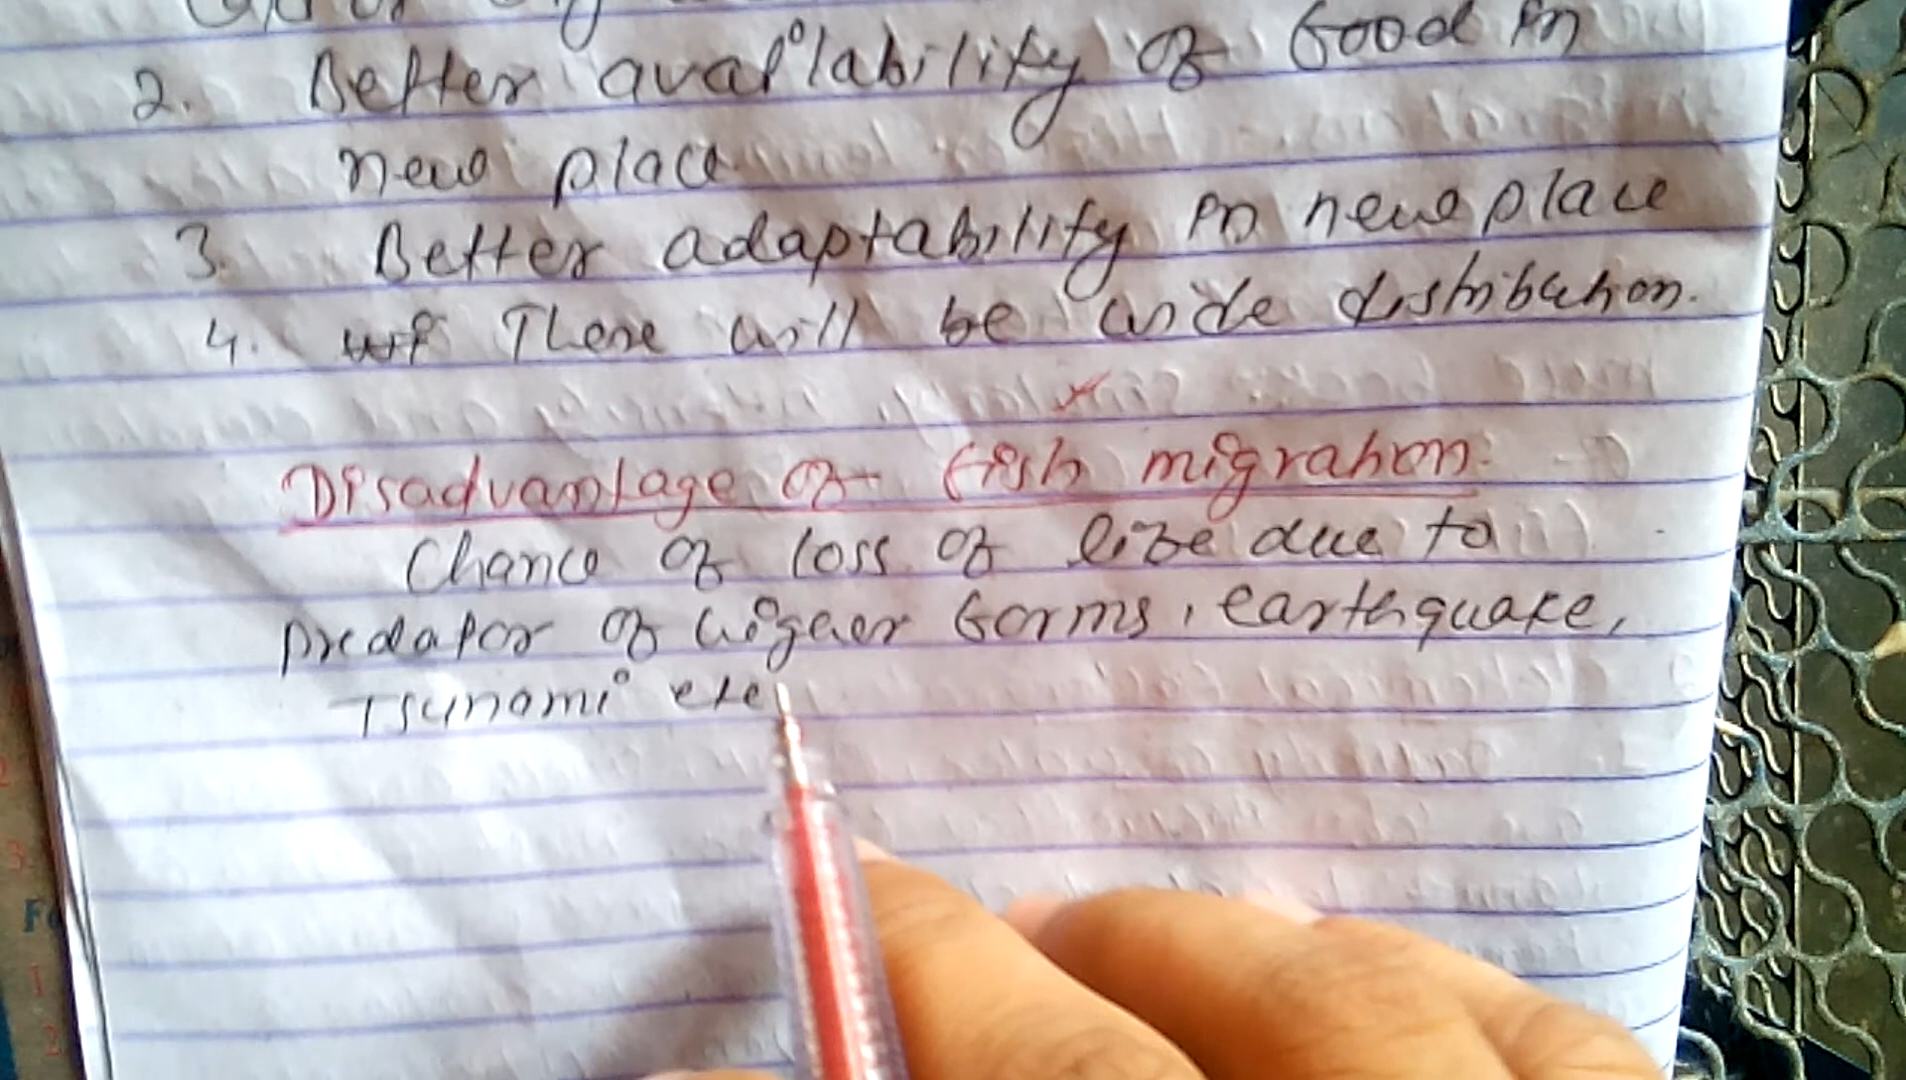 2. Better availability of food in
new place
3. Better adaptability in new place
4. There will be wide distribution.
Disadvantage of fish migration
Chance of loss of life due to
predator of higher forms, earthquake,
Tsunami etc